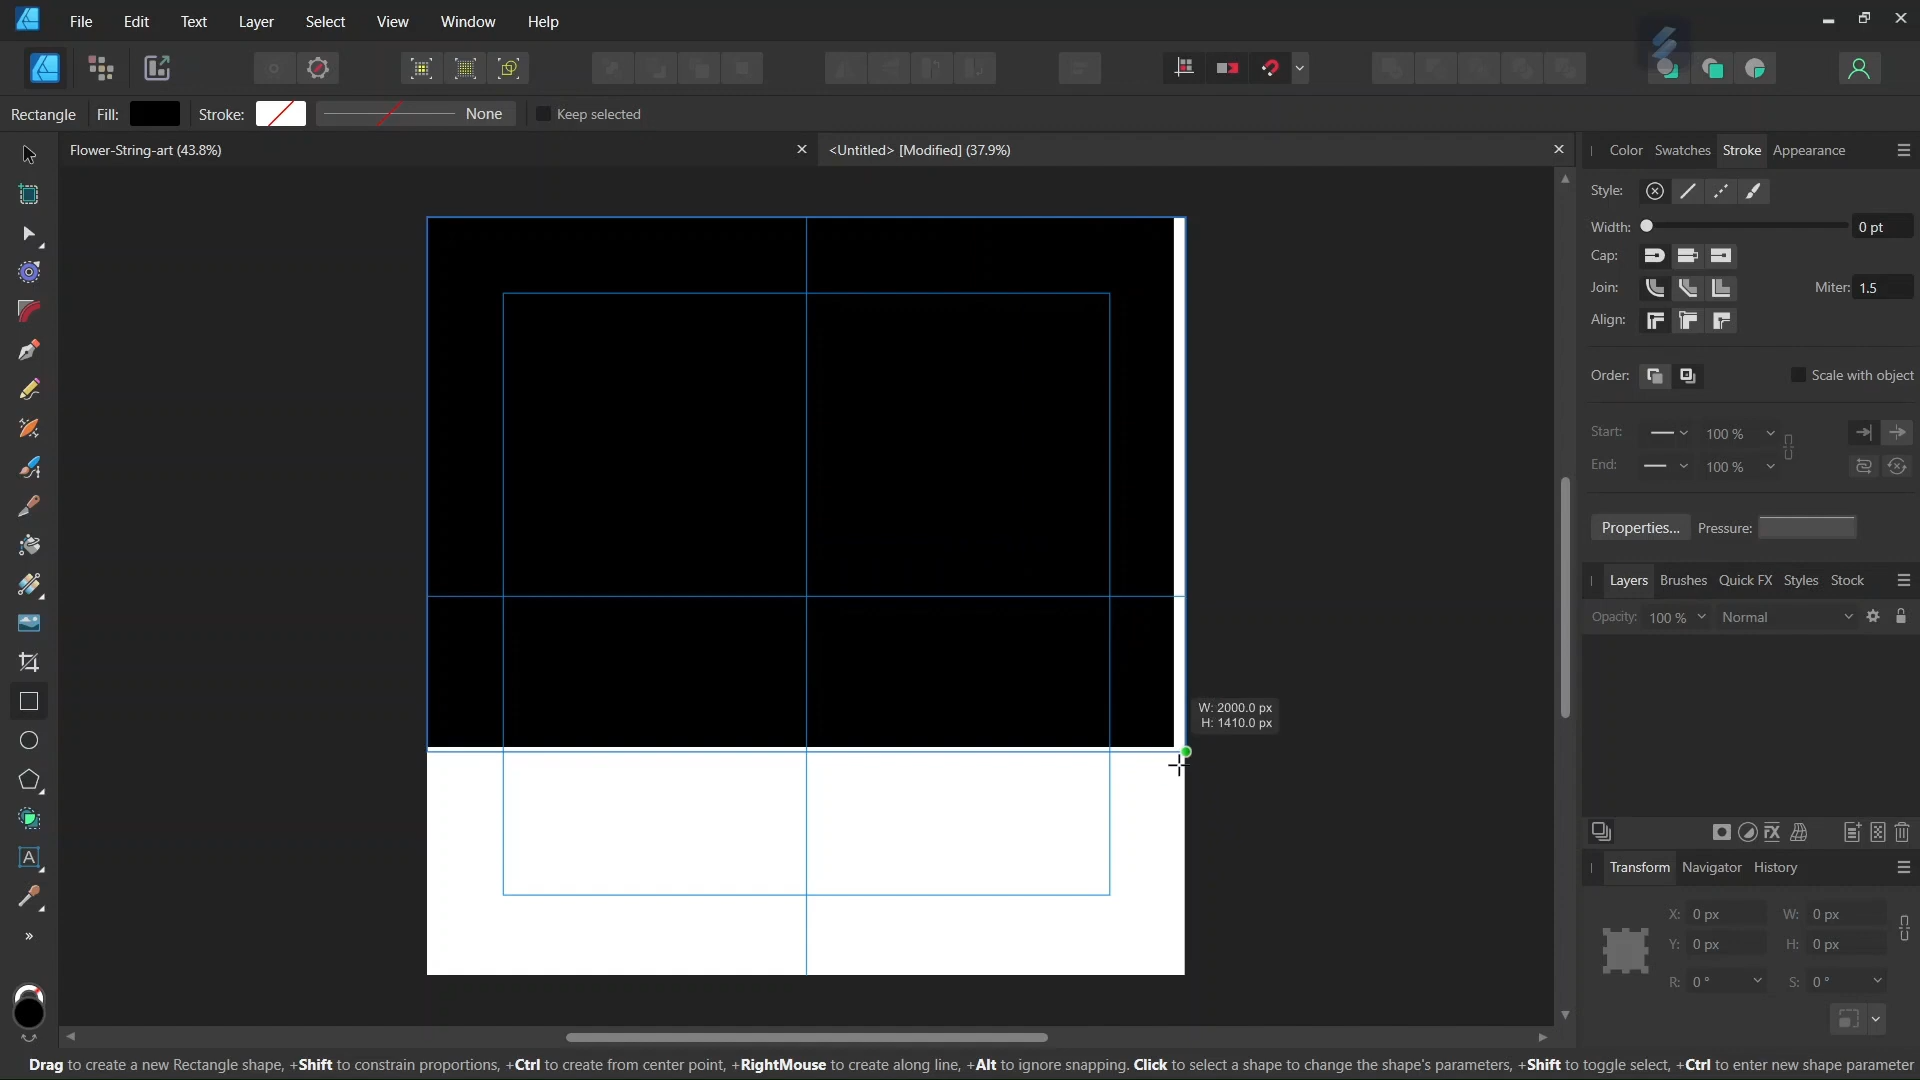 File Edit Text Layer Select View Window Help
Rectangle Fill: Stroke: None Keep selected
Flower-String-art (43.8%)
<Untitled> [Modified] (37.9%)
Color Swatches Stroke Appearance
Style:
Width: 0 pt
Cap:
Join: Miter: 1.5
Align:
Order: Scale with object
Start: 100 %
End: 100 %
Properties... Pressure:
Layers Brushes Quick FX Styles Stock
Opacity: 100 % Normal
W: 2000.0 px
H: 1410.0 px
Transform Navigator History
X: 0 px W: 0 px
Y: 0 px H: 0 px
R: 0 ° S: 0 °
Drag to create a new Rectangle shape, +Shift to constrain proportions, +Ctrl to create from center point, +RightMouse to create along line, +Alt to ignore snapping. Click to select a shape to change the shape's parameters, +Shift to toggle select, +Ctrl to enter new shape parameter